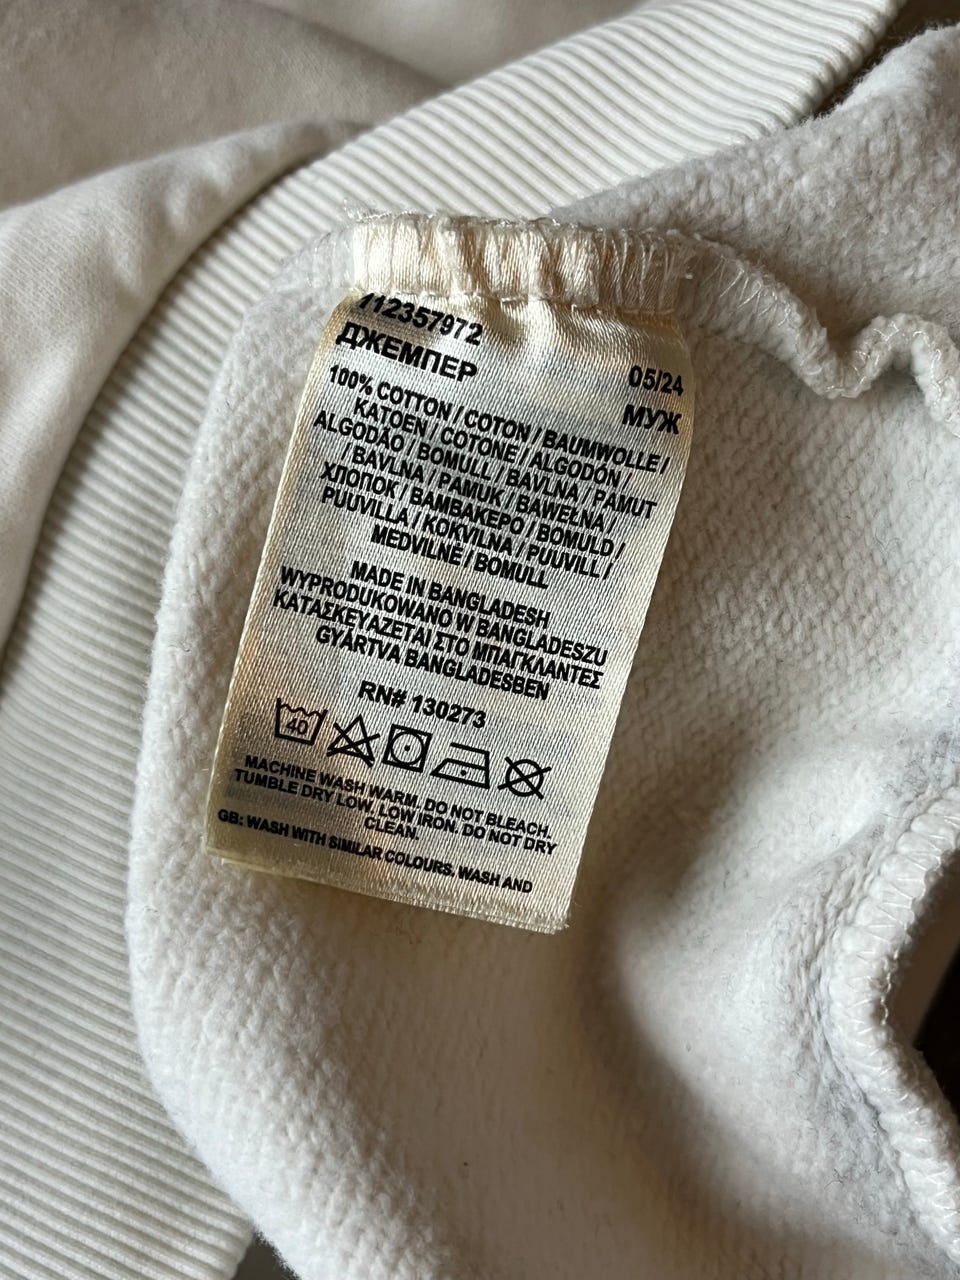 112357972
ДЖЕМПЕР
05/24
МУЖ
100% COTTON / COTON / BAUMWOLLE /
KATOEN / COTONE / ALGODÓN /
ALGODÃO / BOMULL / BAVLNA / PAMUT
/ BAVLNA / PAMUK / BAWEŁNA /
ХЛОПОК / ΒΑΜΒΑΚΕΡΟ / BOMULD /
PUUVILLA / KOKVILNA / PUUVILL /
MEDVILNĖ / BOMULL
MADE IN BANGLADESH
WYPRODUKOWANO W BANGLADESZU
ΚΑΤΑΣΚΕΥΑΖΕΤΑΙ ΣΤΟ ΜΠΑΓΚΛΑΝΤΕΣ
GYÁRTVA BANGLADESBEN
RN# 130273
40
MACHINE WASH WARM. DO NOT BLEACH.
TUMBLE DRY LOW. LOW IRON. DO NOT DRY
CLEAN.
GB: WASH WITH SIMILAR COLOURS. WASH AND